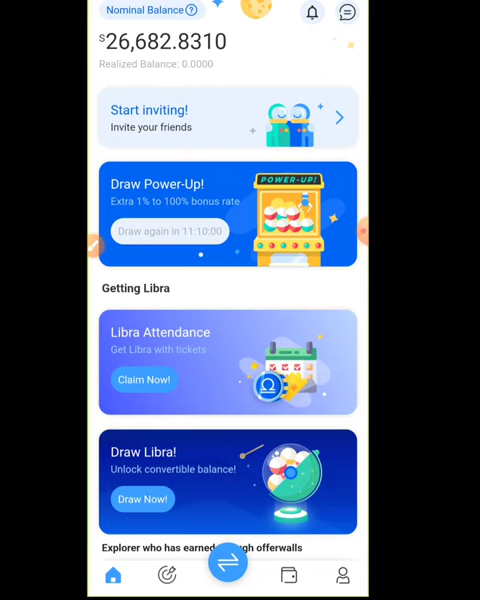 Nominal Balance ?
S26,682.8310
Realized Balance: 0.0000
Start inviting!
Invite your friends
Draw Power-Up!
Extra 1% to 100% bonus rate
Draw again in 11:10:00
POWER-UP!
Getting Libra
Libra Attendance
Get Libra with tickets
Claim Now!
Draw Libra!
Unlock convertible balance!
Draw Now!
Explorer who has earned gh offerwalls